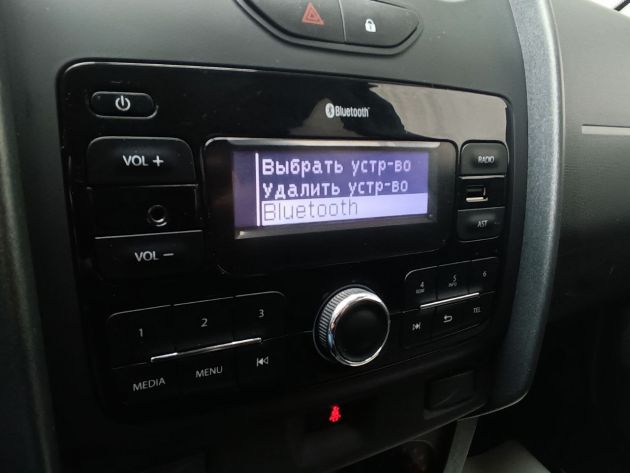 Bluetooth
VOL +
Выбрать устр-во
Удалить устр-во
Bluetooth
RADIO
AST
VOL −
1
2
3
4
5
INFO
6
MEDIA
MENU
TEL